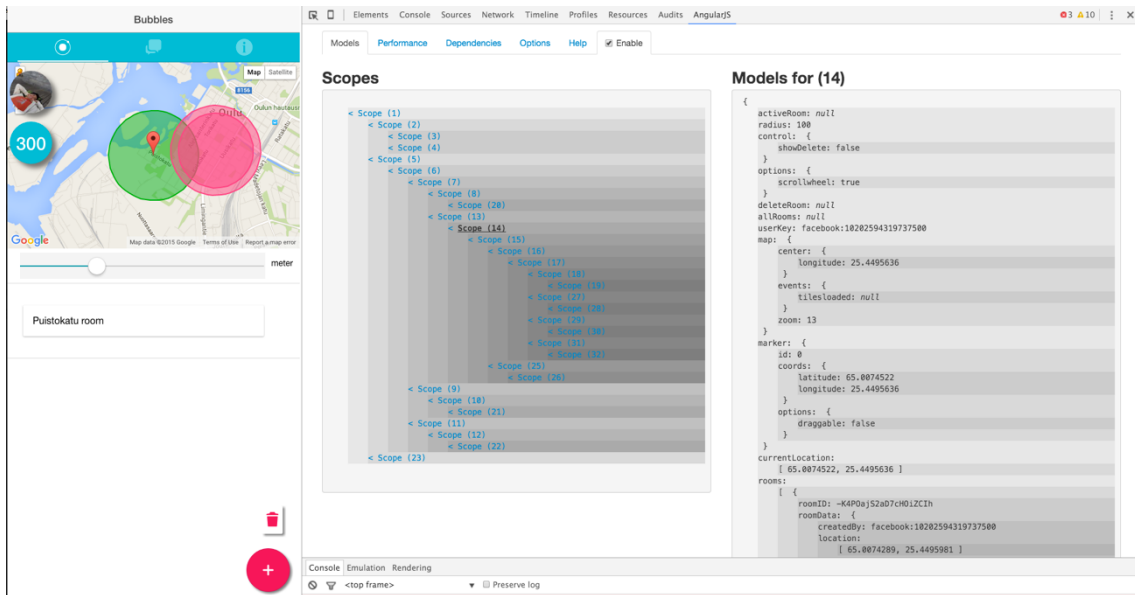 Bubbles
Map Satellite
8156
Oulun hautausr
Oulu
Google
Map data ©2015 Google Terms of Use Report a map error
300
meter
Puistokatu room
+
Elements Console Sources Network Timeline Profiles Resources Audits AngularJS
3 10
Models Performance Dependencies Options Help Enable
Scopes
< Scope (1)
< Scope (2)
< Scope (3)
< Scope (4)
< Scope (5)
< Scope (6)
< Scope (7)
< Scope (8)
< Scope (20)
< Scope (13)
< Scope (14)
< Scope (15)
< Scope (16)
< Scope (17)
< Scope (18)
< Scope (19)
< Scope (27)
< Scope (28)
< Scope (29)
< Scope (30)
< Scope (31)
< Scope (32)
< Scope (25)
< Scope (26)
< Scope (9)
< Scope (10)
< Scope (21)
< Scope (11)
< Scope (12)
< Scope (22)
< Scope (23)
Models for (14)
{
activeRoom: null
radius: 100
control: {
showDelete: false
}
options: {
scrollwheel: true
}
deleteRoom: null
allRooms: null
userKey: facebook:10202594319737500
map: {
center: {
longitude: 25.4495636
}
events: {
tilesloaded: null
}
zoom: 13
}
marker: {
id: 0
coords: {
latitude: 65.0074522
longitude: 25.4495636
}
options: {
draggable: false
}
}
currentLocation:
[ 65.0074522, 25.4495636 ]
rooms:
[ {
roomID: -K4POajS2aD7cHOiZCIh
roomData: {
createdBy: facebook:10202594319737500
location:
[ 65.0074289, 25.4495981 ]
Console Emulation Rendering
<top frame> ▼ Preserve log